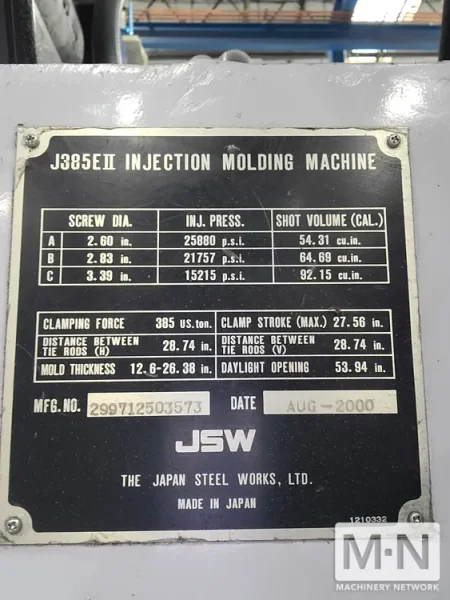 J385EII INJECTION MOLDING MACHINE
SCREW DIA. INJ. PRESS. SHOT VOLUME (CAL.)
A 2.60 in. 25880 p.s.i. 54.31 cu.in.
B 2.83 in. 21757 p.s.i. 64.69 cu.in.
C 3.39 in. 15215 p.s.i. 92.15 cu.in.
CLAMPING FORCE 385 US.ton. CLAMP STROKE (MAX.) 27.56 in.
DISTANCE BETWEEN TIE RODS (H) 28.74 in. DISTANCE BETWEEN TIE RODS (V) 28.74 in.
MOLD THICKNESS 12.6-26.38 in. DAYLIGHT OPENING 53.94 in.
MFG.NO. 299712503573 DATE AUG-2000
JSW
THE JAPAN STEEL WORKS, LTD.
MADE IN JAPAN
1210332
M·N
MACHINERY NETWORK